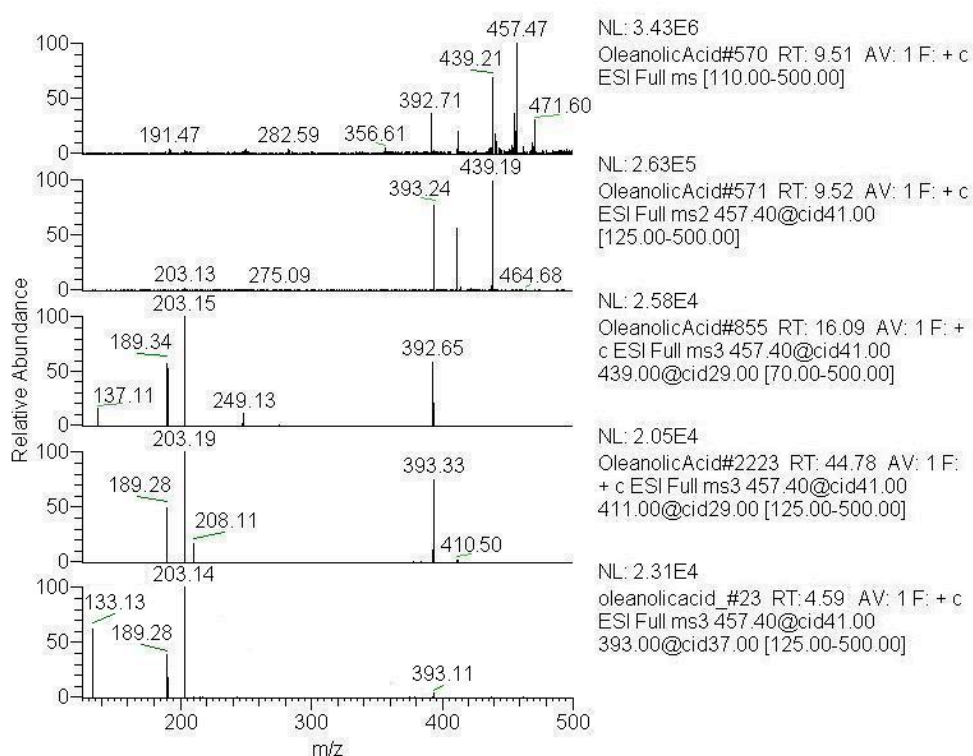 NL: 3.43E6
OleanolicAcid#570 RT: 9.51 AV: 1 F: + c
ESI Full ms [110.00-500.00]
100
50
0
457.47
439.21
392.71
471.60
191.47
282.59
356.61
NL: 2.63E5
OleanolicAcid#571 RT: 9.52 AV: 1 F: + c
ESI Full ms2 457.40@cid41.00
[125.00-500.00]
100
50
0
439.19
393.24
203.13
275.09
464.68
NL: 2.58E4
OleanolicAcid#855 RT: 16.09 AV: 1 F: +
c ESI Full ms3 457.40@cid41.00
439.00@cid29.00 [70.00-500.00]
100
50
0
203.15
189.34
392.65
137.11
249.13
NL: 2.05E4
OleanolicAcid#2223 RT: 44.78 AV: 1 F:
+ c ESI Full ms3 457.40@cid41.00
411.00@cid29.00 [125.00-500.00]
100
50
0
203.19
393.33
189.28
208.11
410.50
NL: 2.31E4
oleanolicacid_#23 RT: 4.59 AV: 1 F: + c
ESI Full ms3 457.40@cid41.00
393.00@cid37.00 [125.00-500.00]
100
50
0
203.14
133.13
189.28
393.11
200
300
400
500
m/z
Relative Abundance